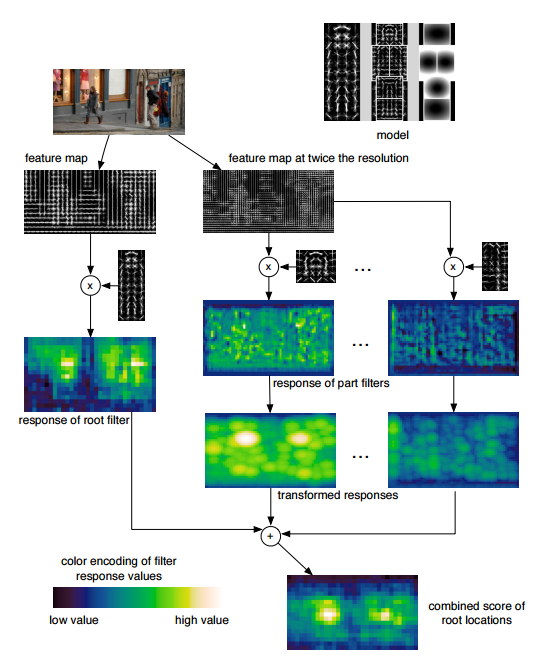 model
feature map
feature map at twice the resolution
x
x
...
x
...
response of part filters
response of root filter
...
transformed responses
+
color encoding of filter
response values
low value
high value
combined score of
root locations